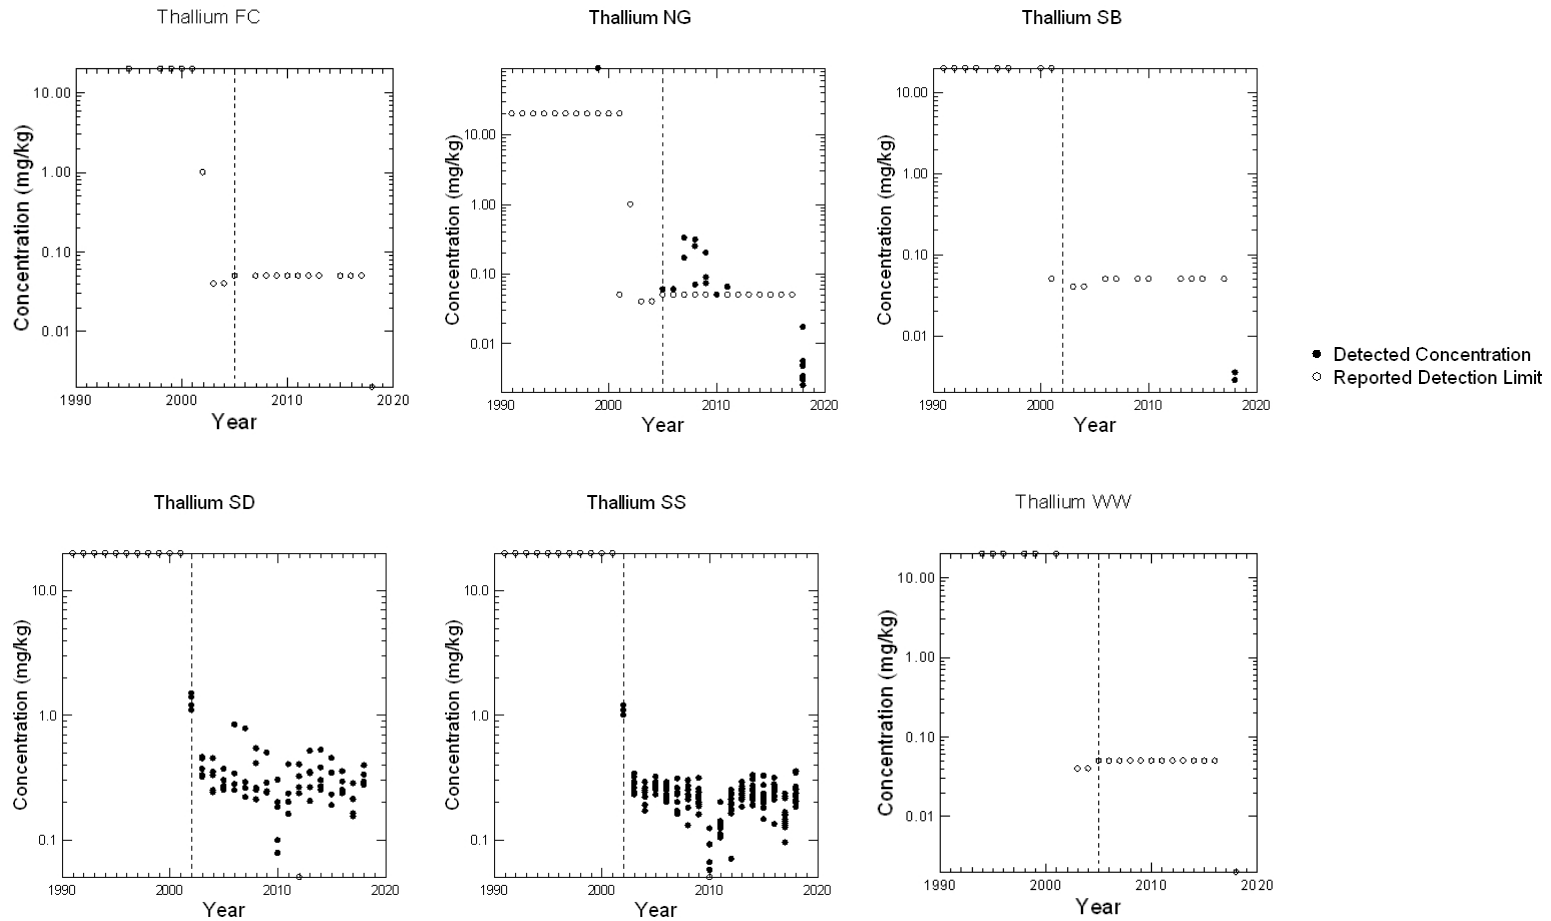 Thallium FC
Thallium NG
Thallium SB
10.00
1.00
0.10
0.01
Concentration (mg/kg)
1990
2000
2010
2020
Year
10.00
1.00
0.10
0.01
Concentration (mg/kg)
1990
2000
2010
2020
Year
10.00
1.00
0.10
0.01
Concentration (mg/kg)
1990
2000
2010
2020
Year
Detected Concentration
Reported Detection Limit
Thallium SD
Thallium SS
Thallium WW
10.0
1.0
0.1
Concentration (mg/kg)
1990
2000
2010
2020
Year
10.0
1.0
0.1
Concentration (mg/kg)
1990
2000
2010
2020
Year
10.00
1.00
0.10
0.01
Concentration (mg/kg)
1990
2000
2010
2020
Year